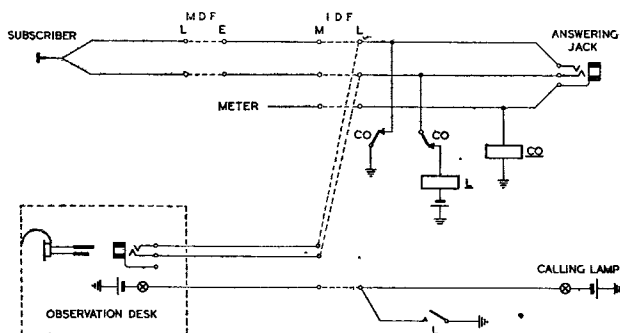 MDF IDF
SUBSCRIBER L E M L ANSWERING JACK
METER
CO CO CO
L
CALLING LAMP
OBSERVATION DESK
L